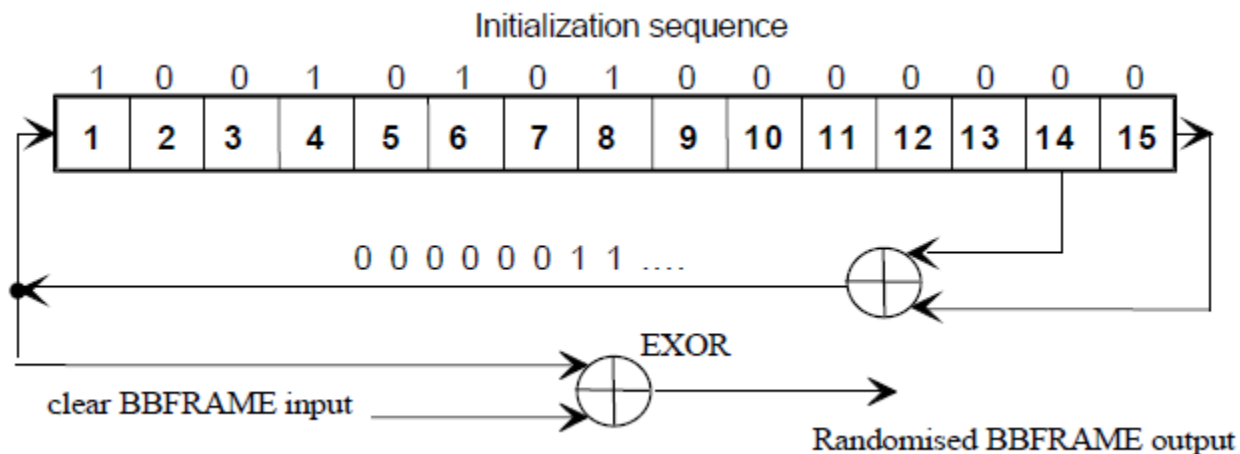 Initialization sequence
1 0 0 1 0 1 0 1 0 0 0 0 0 0 0
1 2 3 4 5 6 7 8 9 10 11 12 13 14 15
0 0 0 0 0 0 1 1 ....
EXOR
clear BBFRAME input
Randomised BBFRAME output